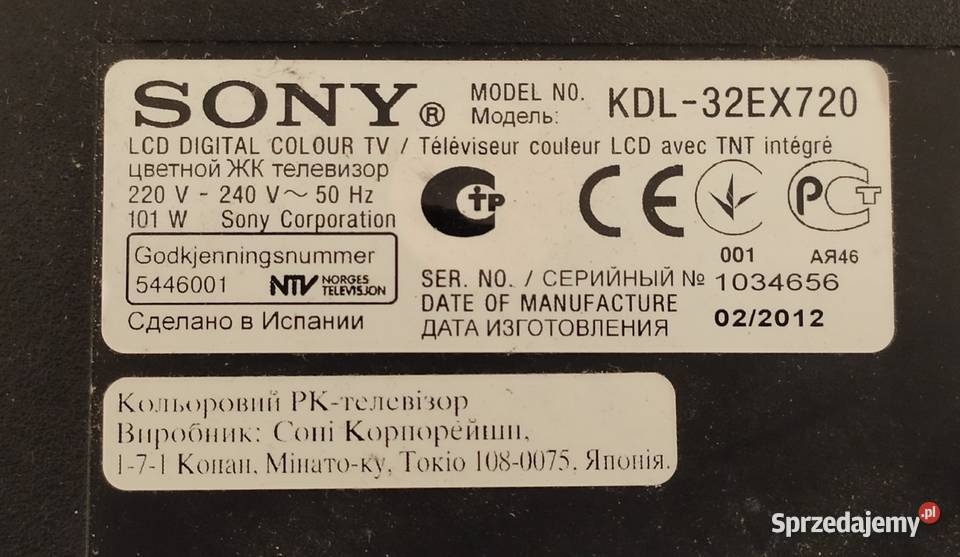 SONY®
MODEL NO.
Модель:
KDL-32EX720
LCD DIGITAL COLOUR TV / Téléviseur couleur LCD avec TNT intégré
цветной ЖК телевизор
220 V - 240 V ~ 50 Hz
101 W Sony Corporation
Godkjenningsnummer
5446001 NTV NORGES TELEVISJON
Сделано в Испании
СтР
CE
РСТ
001
АЯ46
SER. NO. / СЕРИЙНЫЙ № 1034656
DATE OF MANUFACTURE
ДАТА ИЗГОТОВЛЕНИЯ
02/2012
Кольоровий РК-телевізор
Виробник: Соні Корпорейшн,
1-7-1 Конан, Мінато-ку, Токіо 108-0075, Японія.
Sprzedajemy.pl